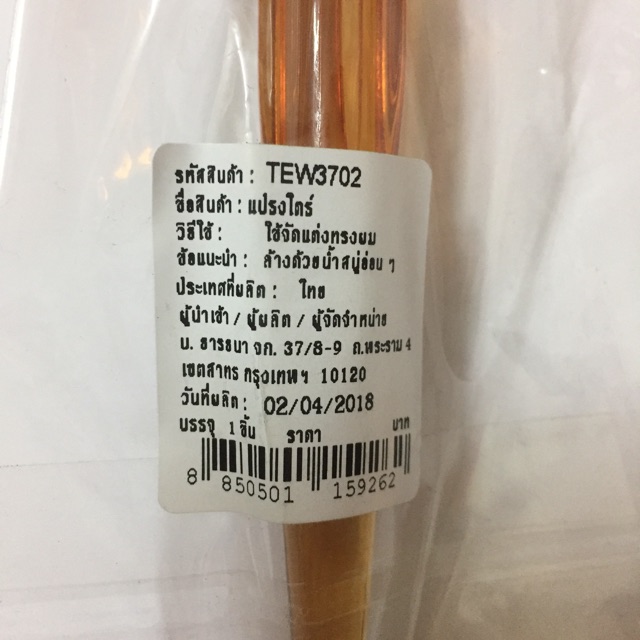 รหัสสินค้า : TEW3702
ชื่อสินค้า : แปรงไดร์
วิธีใช้ : ใช้จัดแต่งทรงผม
ข้อแนะนำ : ล้างด้วยน้ำสบู่อ่อน ๆ
ประเทศที่ผลิต : ไทย
ผู้นำเข้า / ผู้ผลิต / ผู้จัดจำหน่าย
บ. ธารธนา จก. 37/8-9 ถ.พระราม 4
เขตสาทร กรุงเทพฯ 10120
วันที่ผลิต : 02/04/2018
บรรจุ 1 ชิ้น ราคา บาท
8 850501 159262